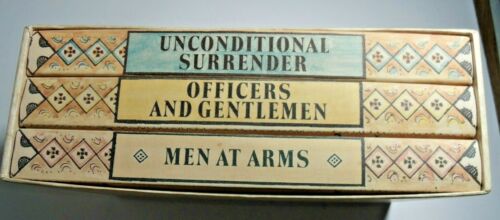 UNCONDITIONAL
SURRENDER
OFFICERS
AND GENTLEMEN
MEN AT ARMS